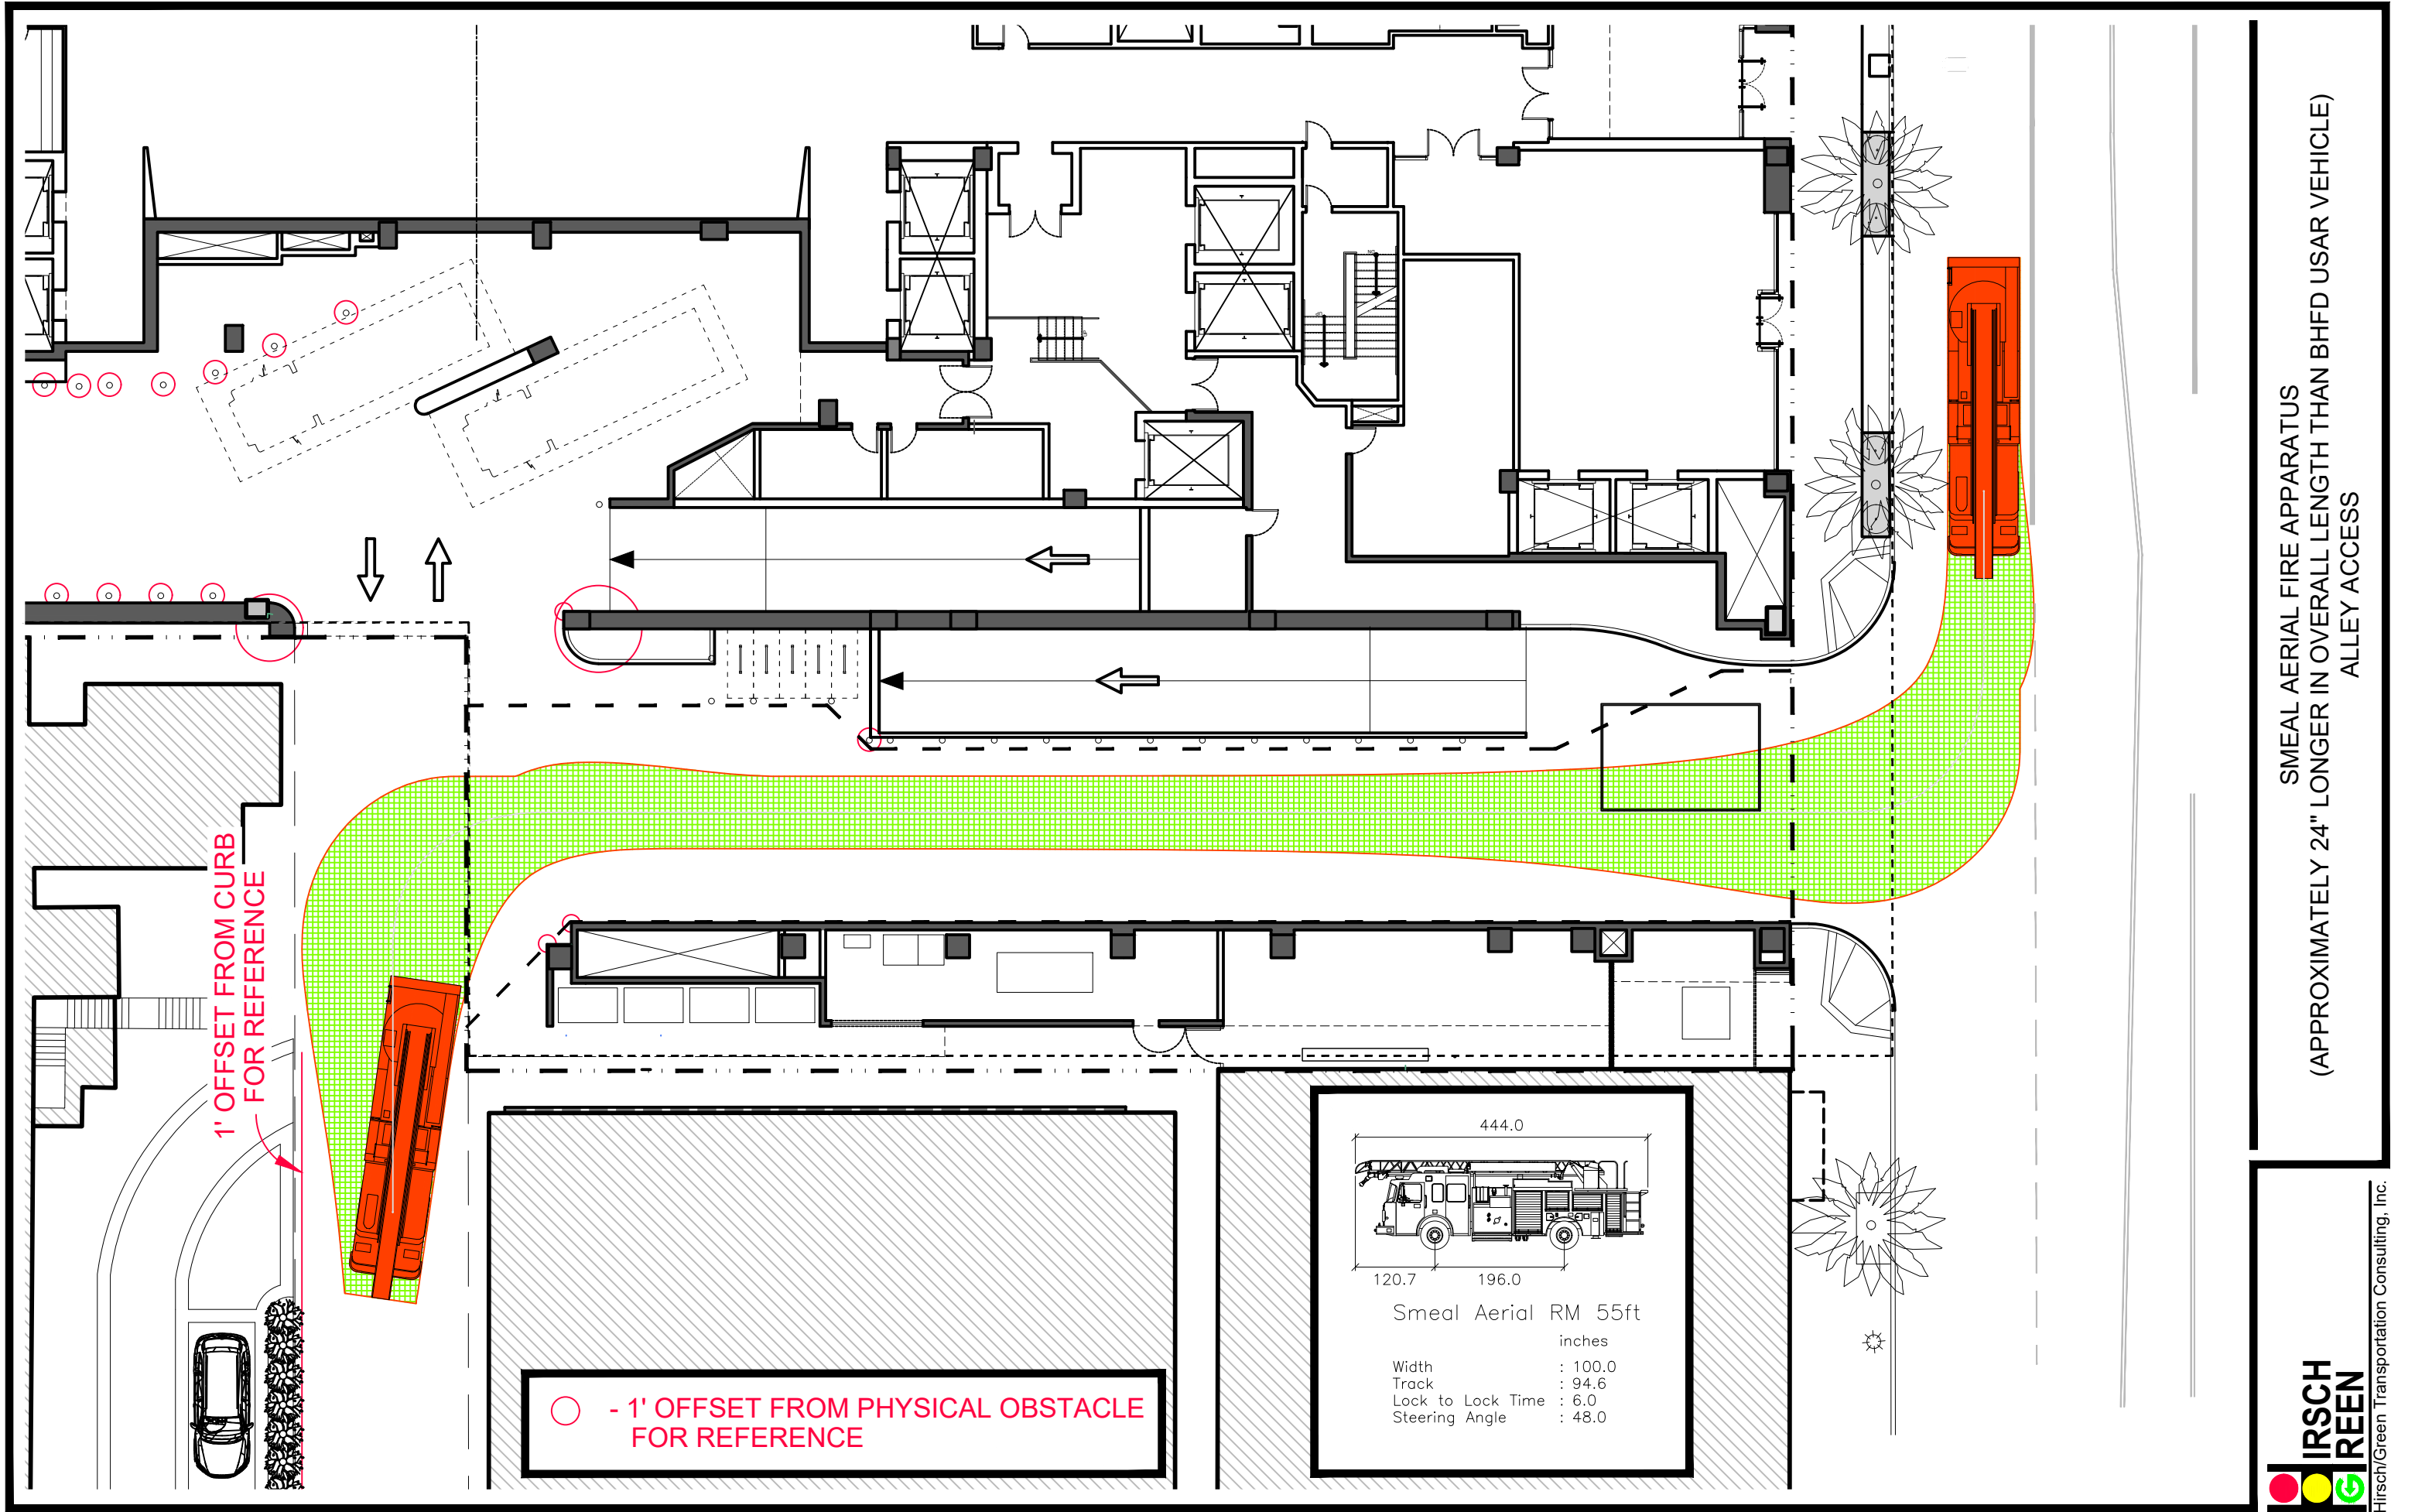 SMEAL AERIAL FIRE APPARATUS
(APPROXIMATELY 24" LONGER IN OVERALL LENGTH THAN BHFD USAR VEHICLE)
ALLEY ACCESS
1' OFFSET FROM CURB
FOR REFERENCE
444.0
120.7
196.0
Smeal Aerial RM 55ft
inches
Width : 100.0
Track : 94.6
Lock to Lock Time : 6.0
Steering Angle : 48.0
- 1' OFFSET FROM PHYSICAL OBSTACLE
FOR REFERENCE
HIRSCH
GREEN
Hirsch/Green Transportation Consulting, Inc.